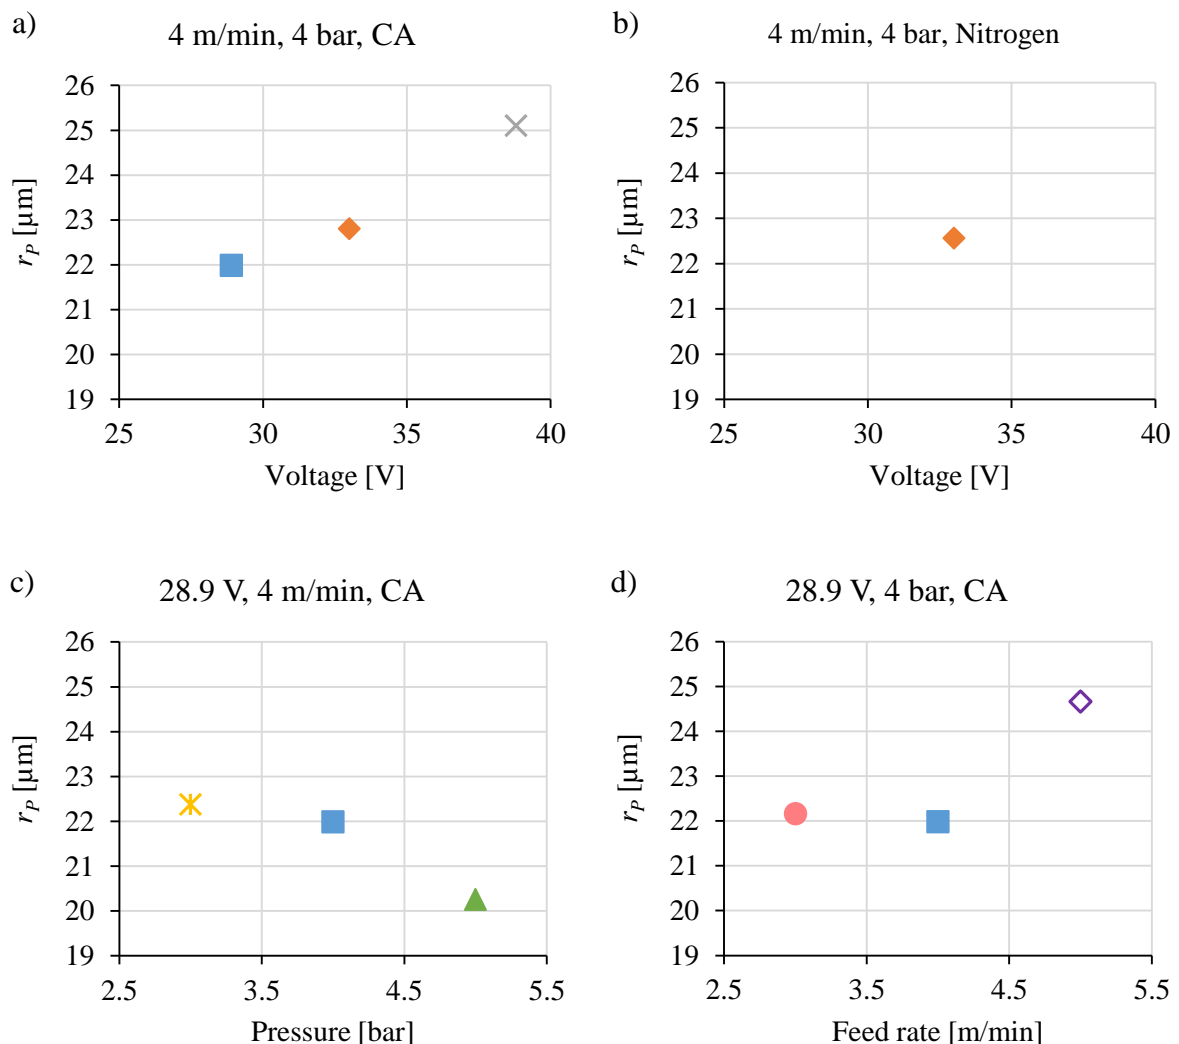 a)
4 m/min, 4 bar, CA
26
25
24
23
22
21
20
19
r_P [µm]
25 30 35 40
Voltage [V]
b)
4 m/min, 4 bar, Nitrogen
26
25
24
23
22
21
20
19
r_P [µm]
25 30 35 40
Voltage [V]
c)
28.9 V, 4 m/min, CA
26
25
24
23
22
21
20
19
r_P [µm]
2.5 3.5 4.5 5.5
Pressure [bar]
d)
28.9 V, 4 bar, CA
26
25
24
23
22
21
20
19
r_P [µm]
2.5 3.5 4.5 5.5
Feed rate [m/min]